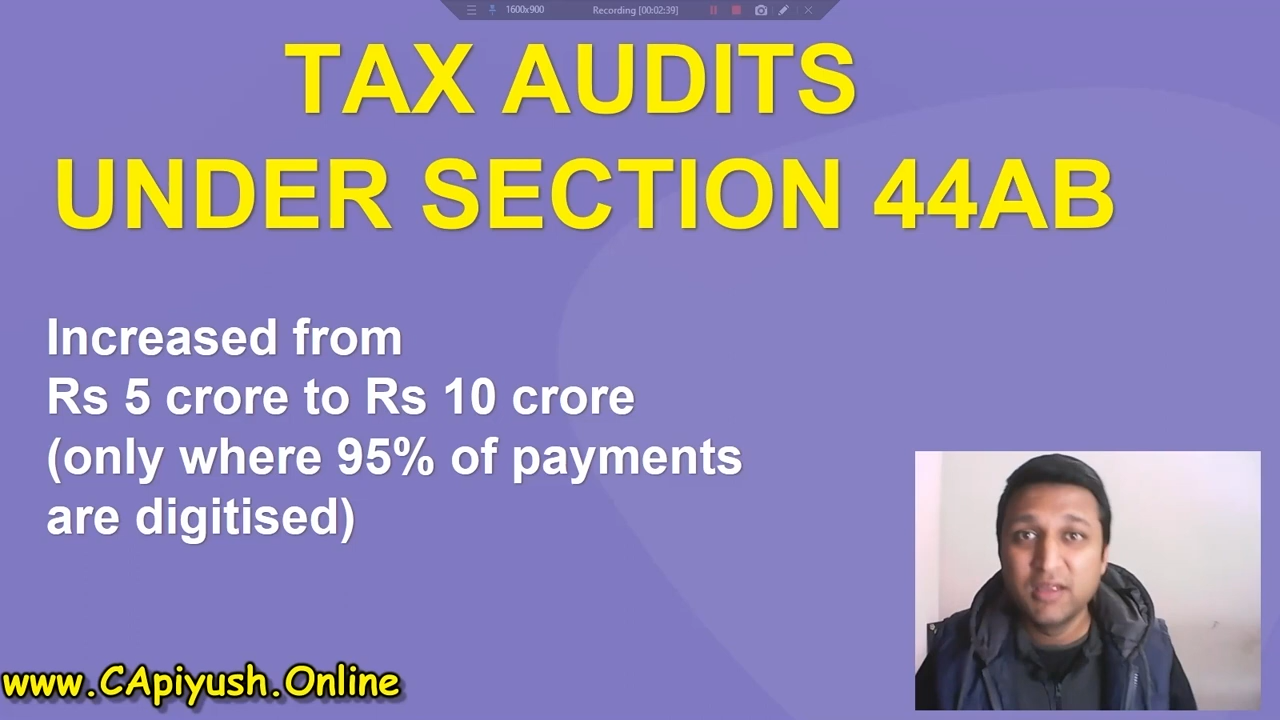 1600x900
Recording [00:02:39]
TAX AUDITS
UNDER SECTION 44AB
Increased from
Rs 5 crore to Rs 10 crore
(only where 95% of payments
are digitised)
www.CApiyush.Online